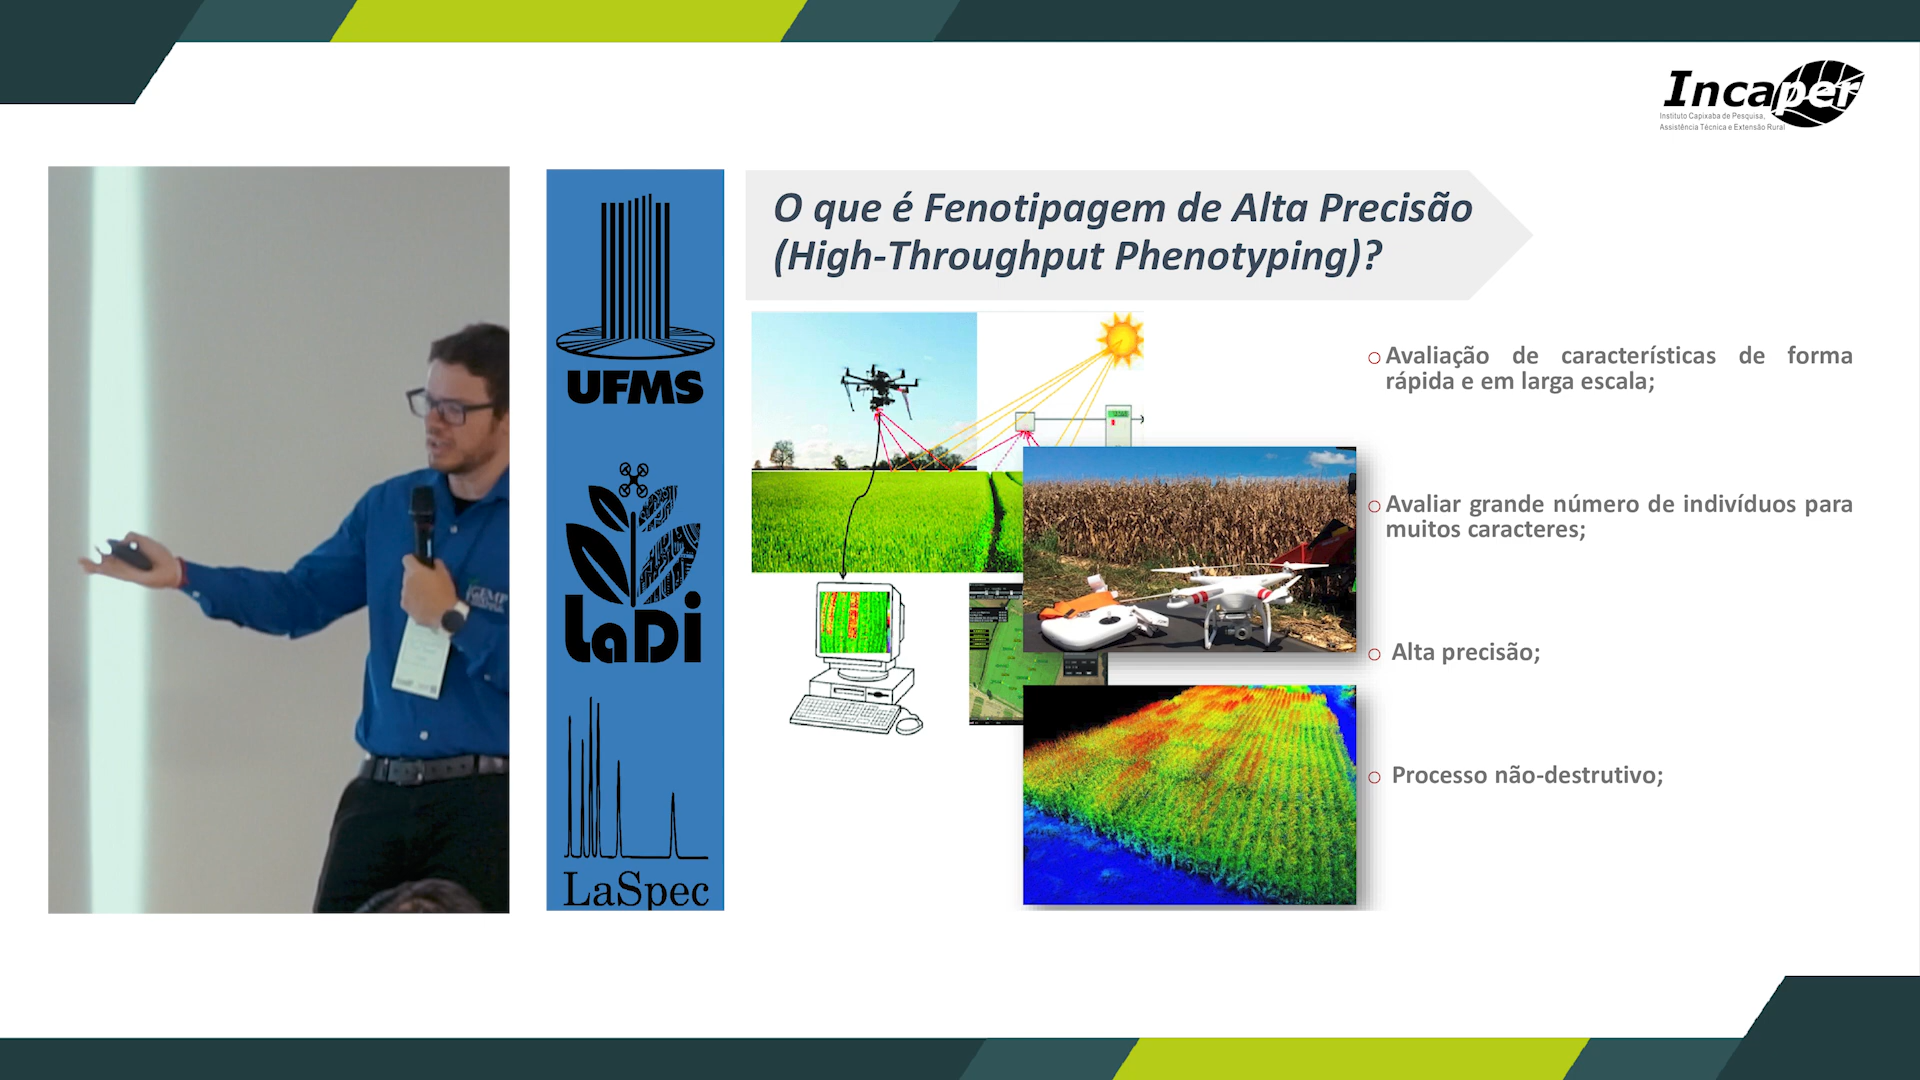 Incaper
Instituto Capixaba de Pesquisa,
Assistência Técnica e Extensão Rural
UFMS
LaDi
LaSpec
O que é Fenotipagem de Alta Precisão
(High-Throughput Phenotyping)?
Avaliação de características de forma
rápida e em larga escala;
Avaliar grande número de indivíduos para
muitos caracteres;
Alta precisão;
Processo não-destrutivo;